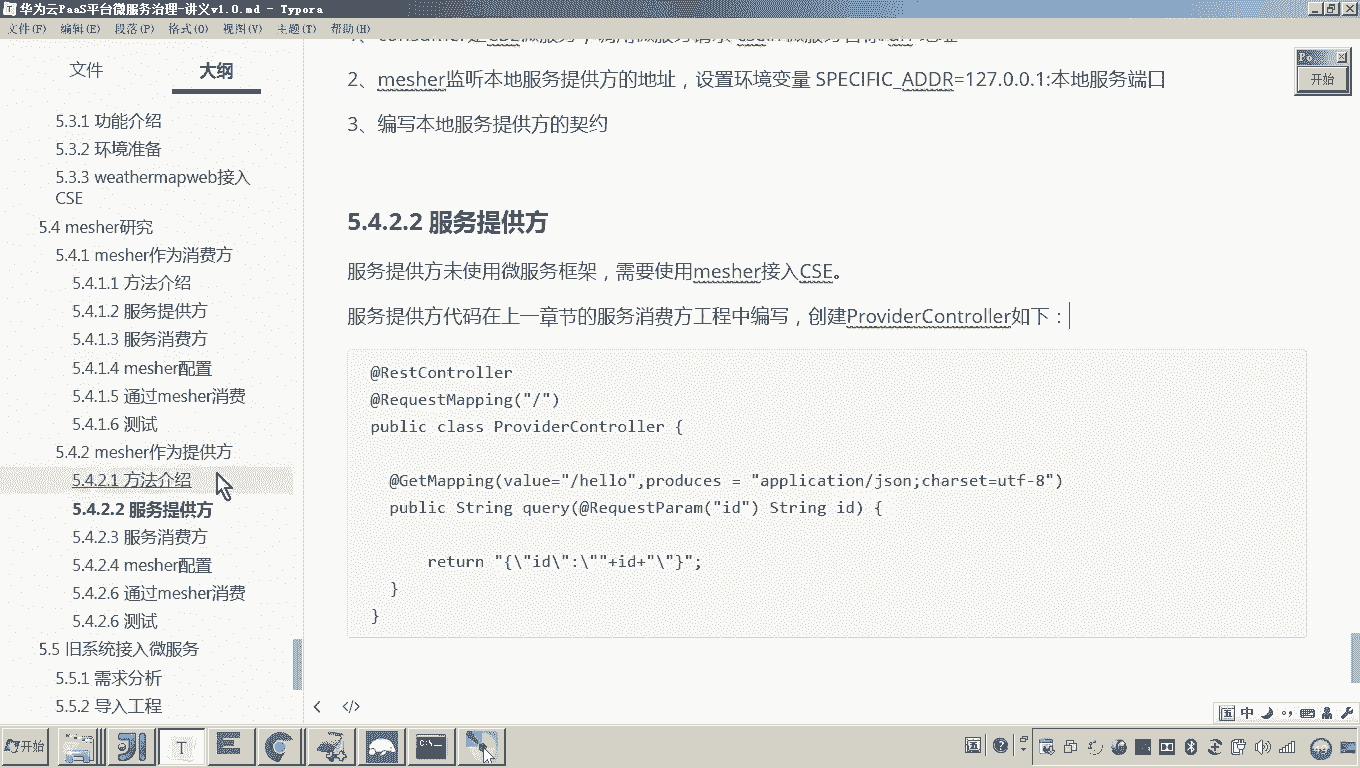 华为云PaaS平台微服务治理-讲义v1.0.md - Typora
文件(F) 编辑(E) 段落(P) 格式(O) 视图(V) 主题(T) 帮助(H)
文件 大纲
5.3.1 功能介绍
5.3.2 环境准备
5.3.3 weathermapweb接入
CSE
5.4 mesher研究
5.4.1 mesher作为消费方
5.4.1.1 方法介绍
5.4.1.2 服务提供方
5.4.1.3 服务消费方
5.4.1.4 mesher配置
5.4.1.5 通过mesher消费
5.4.1.6 测试
5.4.2 mesher作为提供方
5.4.2.1 方法介绍
5.4.2.2 服务提供方
5.4.2.3 服务消费方
5.4.2.4 mesher配置
5.4.2.6 通过mesher消费
5.4.2.6 测试
5.5 旧系统接入微服务
5.5.1 需求分析
5.5.2 导入工程
2、mesher监听本地服务提供方的地址，设置环境变量 SPECIFIC_ADDR=127.0.0.1:本地服务端口
3、编写本地服务提供方的契约
5.4.2.2 服务提供方
服务提供方未使用微服务框架，需要使用mesher接入CSE。
服务提供方代码在上一章节的服务消费方工程中编写，创建ProviderController如下：
@RestController
@RequestMapping("/")
public class ProviderController {
@GetMapping(value="/hello",produces = "application/json;charset=utf-8")
public String query(@RequestParam("id") String id) {
return "{\"id\":\""+id+"\"}";
}
}
</>
Po
开始
中
开始